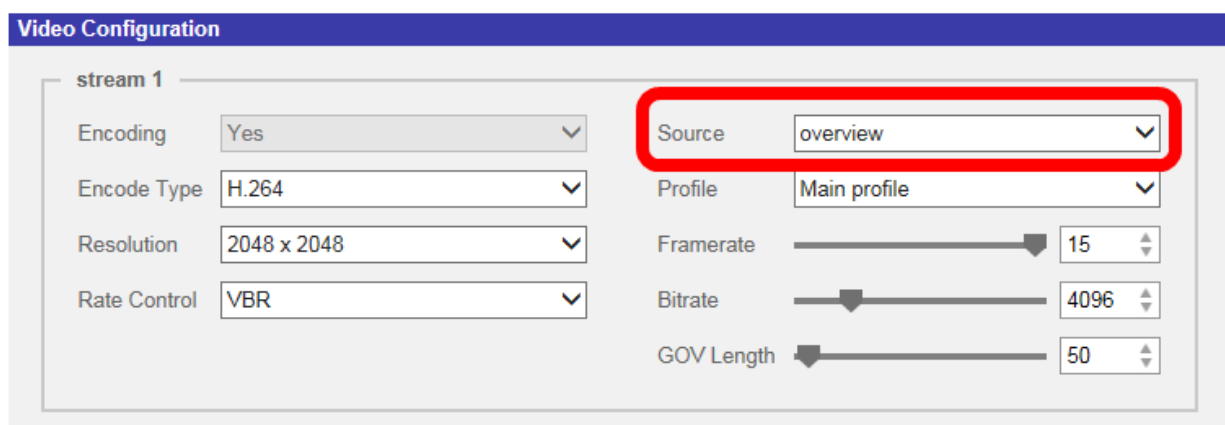 Video Configuration
stream 1
Encoding Yes Source overview
Encode Type H.264 Profile Main profile
Resolution 2048 x 2048 Framerate 15
Rate Control VBR Bitrate 4096
GOV Length 50